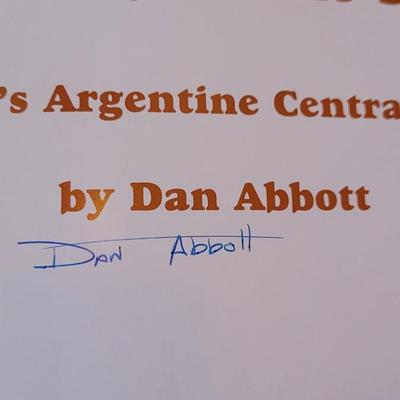 's Argentine Centra
by Dan Abbott
Dan Abbott